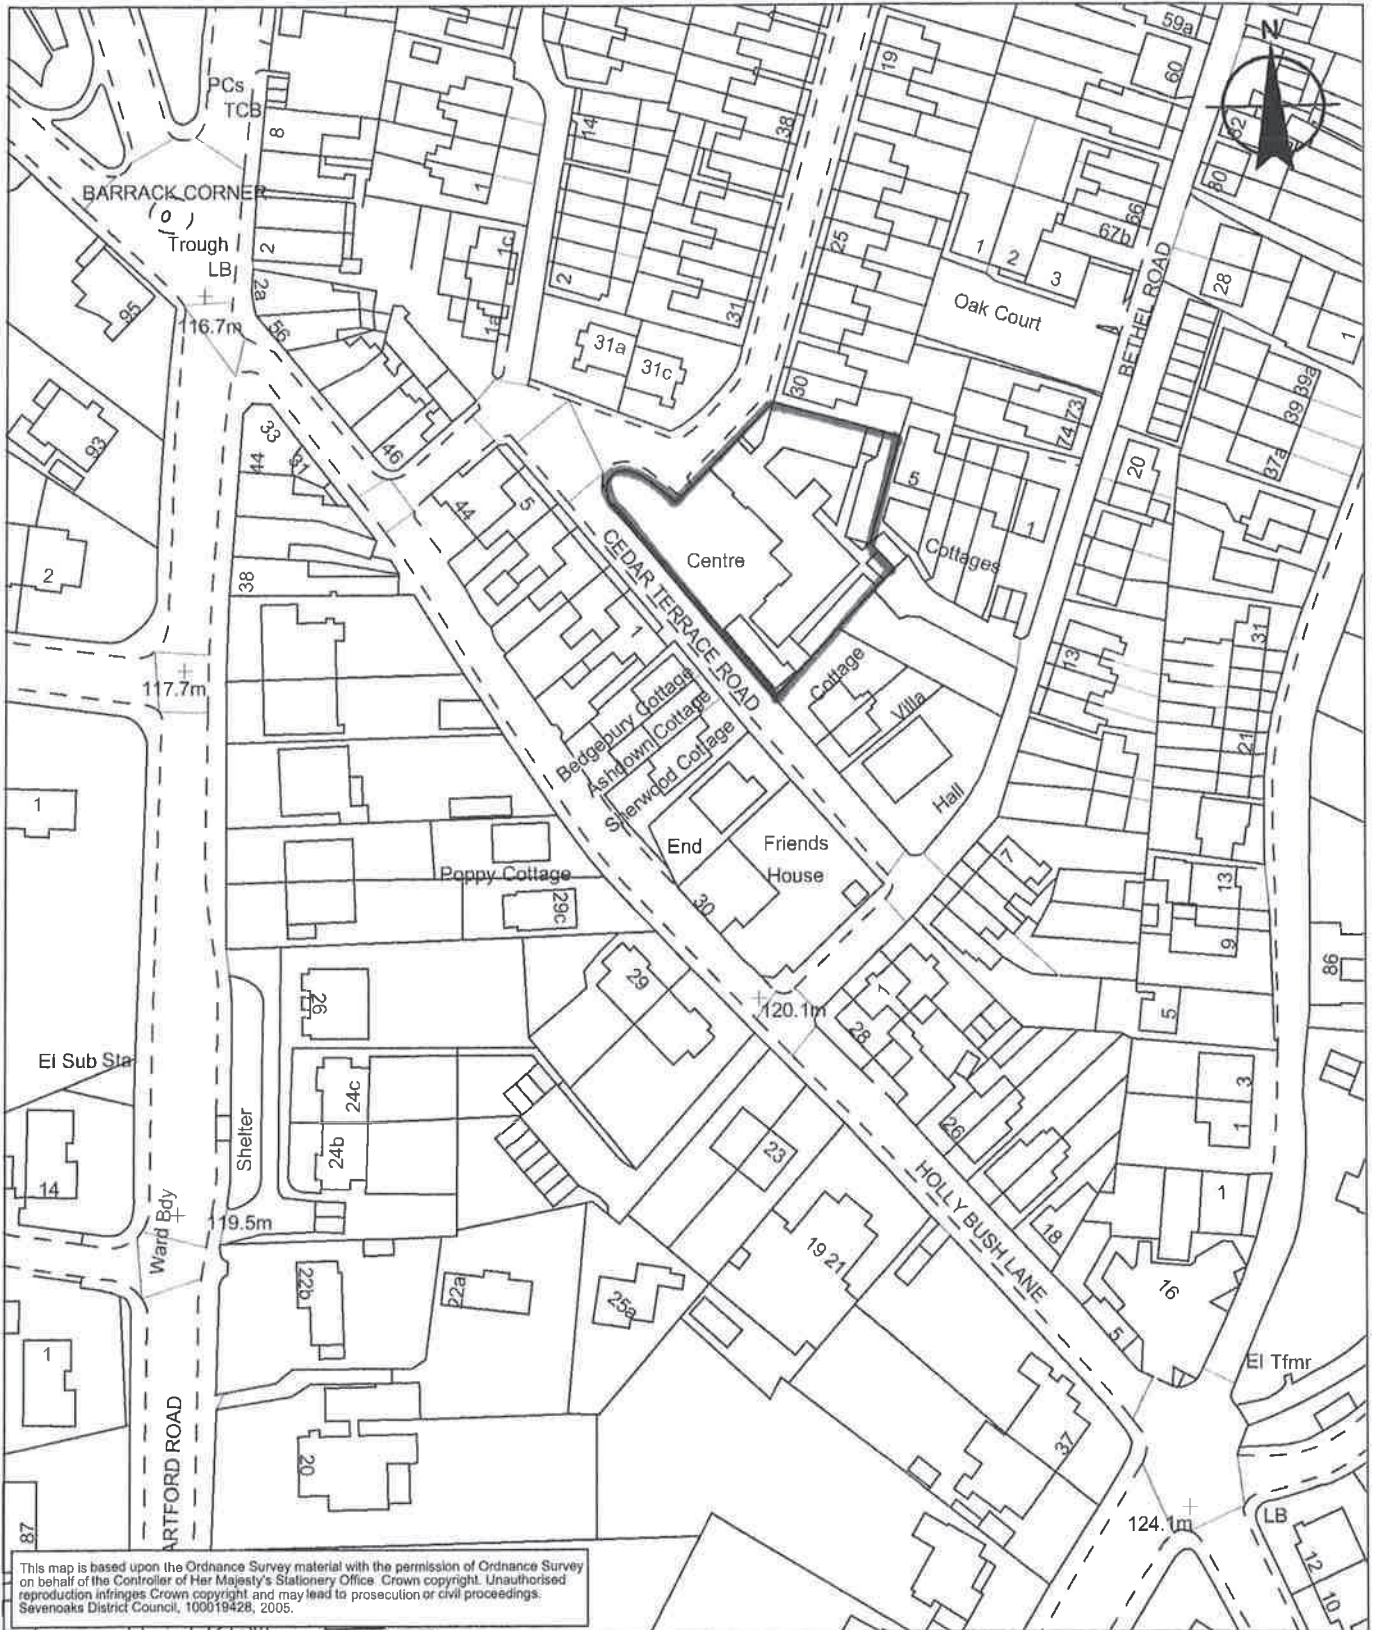 59a
N
19
60
PCs
TCB
8
14
38
62
80
1
BARRACK CORNER
Trough
LB
2
1c
2
25
66
67b
1
2
3
28
95
2a
116.7m
56
1a
31
Oak Court
BETHEL ROAD
1
31a
31c
30
39a
39
37a
74 73
93
33
44
31
46
44
5
5
1
20
Centre
Cottages
CEDAR TERRACE ROAD
2
38
1
13
31
21
117.7m
Cottage
Villa
Bedgebury Cottage
Ashdown Cottage
Sherwood Cottage
Hall
1
End
Friends
House
Poppy Cottage
29c
30
7
13
9
86
26
29
1
28
120.1m
5
El Sub Sta
24c
24b
Shelter
23
26
3
1
14
Ward Bdy
119.5m
HOLLY BUSH LANE
18
1
16
19 21
22b
22a
25a
5
1
El Tfmr
ARTFORD ROAD
20
37
87
124.1m
LB
12
10
This map is based upon the Ordnance Survey material with the permission of Ordnance Survey
on behalf of the Controller of Her Majesty's Stationery Office. Crown copyright. Unauthorised
reproduction infringes Crown copyright and may lead to prosecution or civil proceedings.
Sevenoaks District Council, 100019428, 2005.